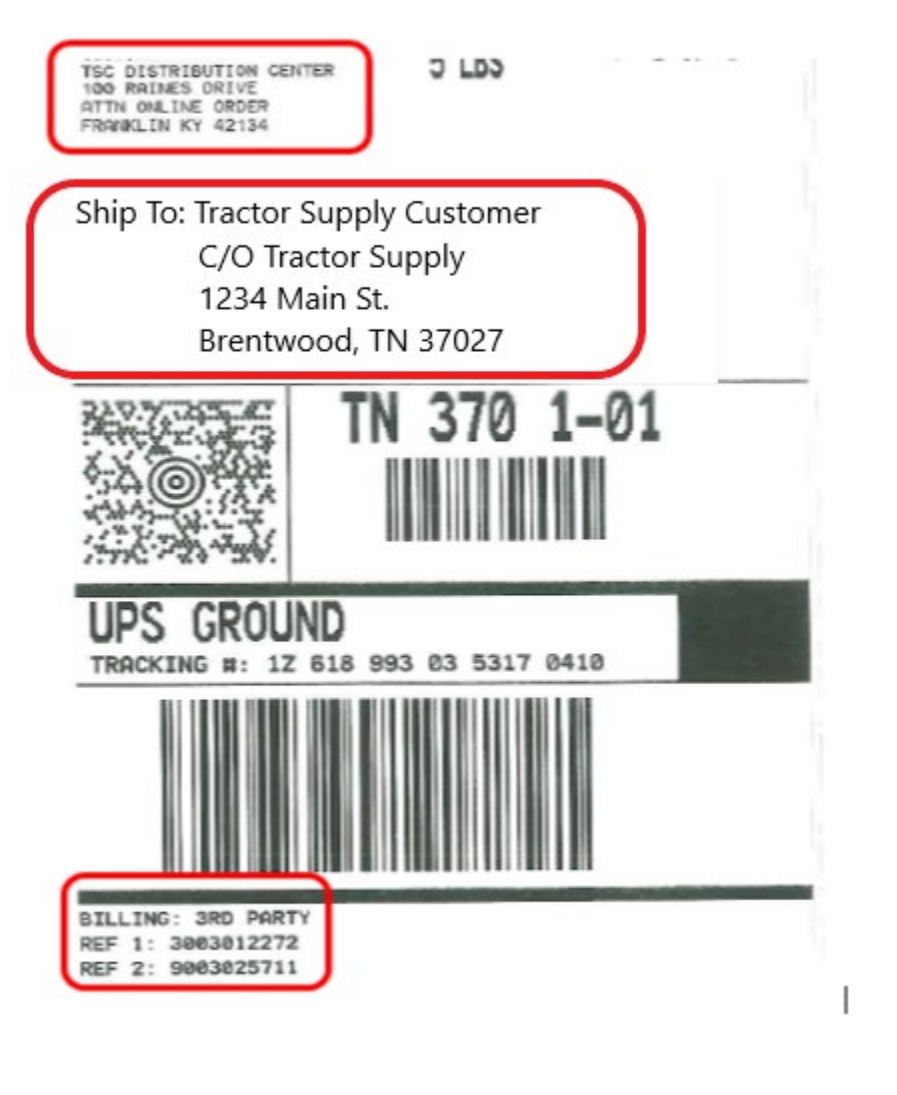 TSC DISTRIBUTION CENTER
100 RAINES DRIVE
ATTN ONLINE ORDER
FRANKLIN KY 42134
5 LBS
Ship To: Tractor Supply Customer
C/O Tractor Supply
1234 Main St.
Brentwood, TN 37027
TN 370 1-01
UPS GROUND
TRACKING #: 1Z 618 993 03 5317 0410
BILLING: 3RD PARTY
REF 1: 3003012272
REF 2: 9003025711